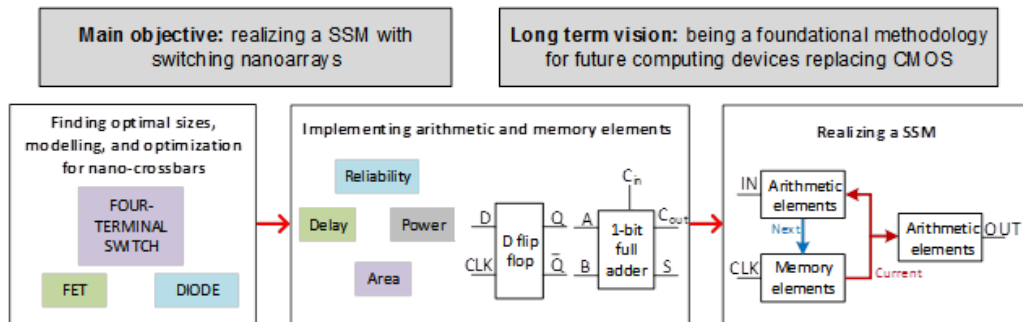 Main objective: realizing a SSM with
switching nanoarrays
Long term vision: being a foundational methodology
for future computing devices replacing CMOS
Finding optimal sizes,
modelling, and optimization
for nano-crossbars
FOUR-
TERMINAL
SWITCH
FET
DIODE
Implementing arithmetic and memory elements
Reliability
Delay
Power
Area
D
Q
CLK
Q̅
D flip
flop
Cin
A
Cout
B
S
1-bit
full
adder
Realizing a SSM
IN
Arithmetic
elements
Next
CLK
Memory
elements
Current
Arithmetic
elements
OUT